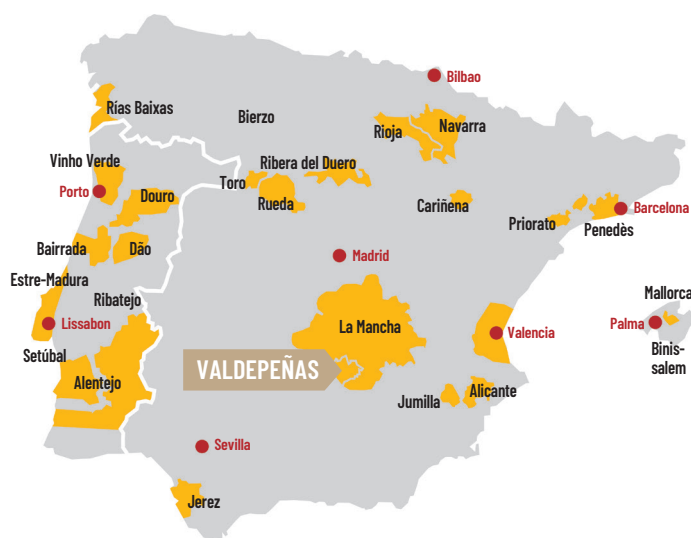 Bilbao
Rías Baixas
Bierzo
Rioja
Navarra
Vinho Verde
Ribera del Duero
Toro
Porto
Douro
Rueda
Cariñena
Priorato
Barcelona
Penedès
Bairrada
Dão
Madrid
Estre-Madura
Ribatejo
Mallorca
Lissabon
La Mancha
Valencia
Palma
Binis-
salem
Setúbal
VALDEPEÑAS
Alentejo
Jumilla
Alicante
Sevilla
Jerez